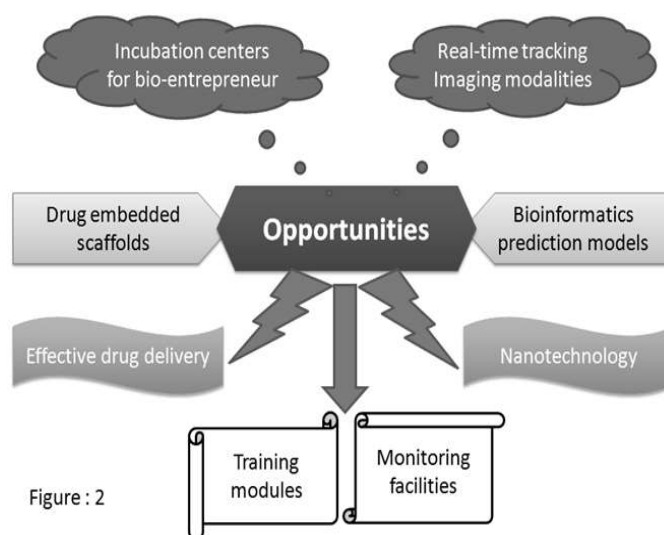 Incubation centers
for bio-entrepreneur
Real-time tracking
Imaging modalities
Drug embedded
scaffolds
Opportunities
Bioinformatics
prediction models
Effective drug delivery
Nanotechnology
Training
modules
Monitoring
facilities
Figure : 2